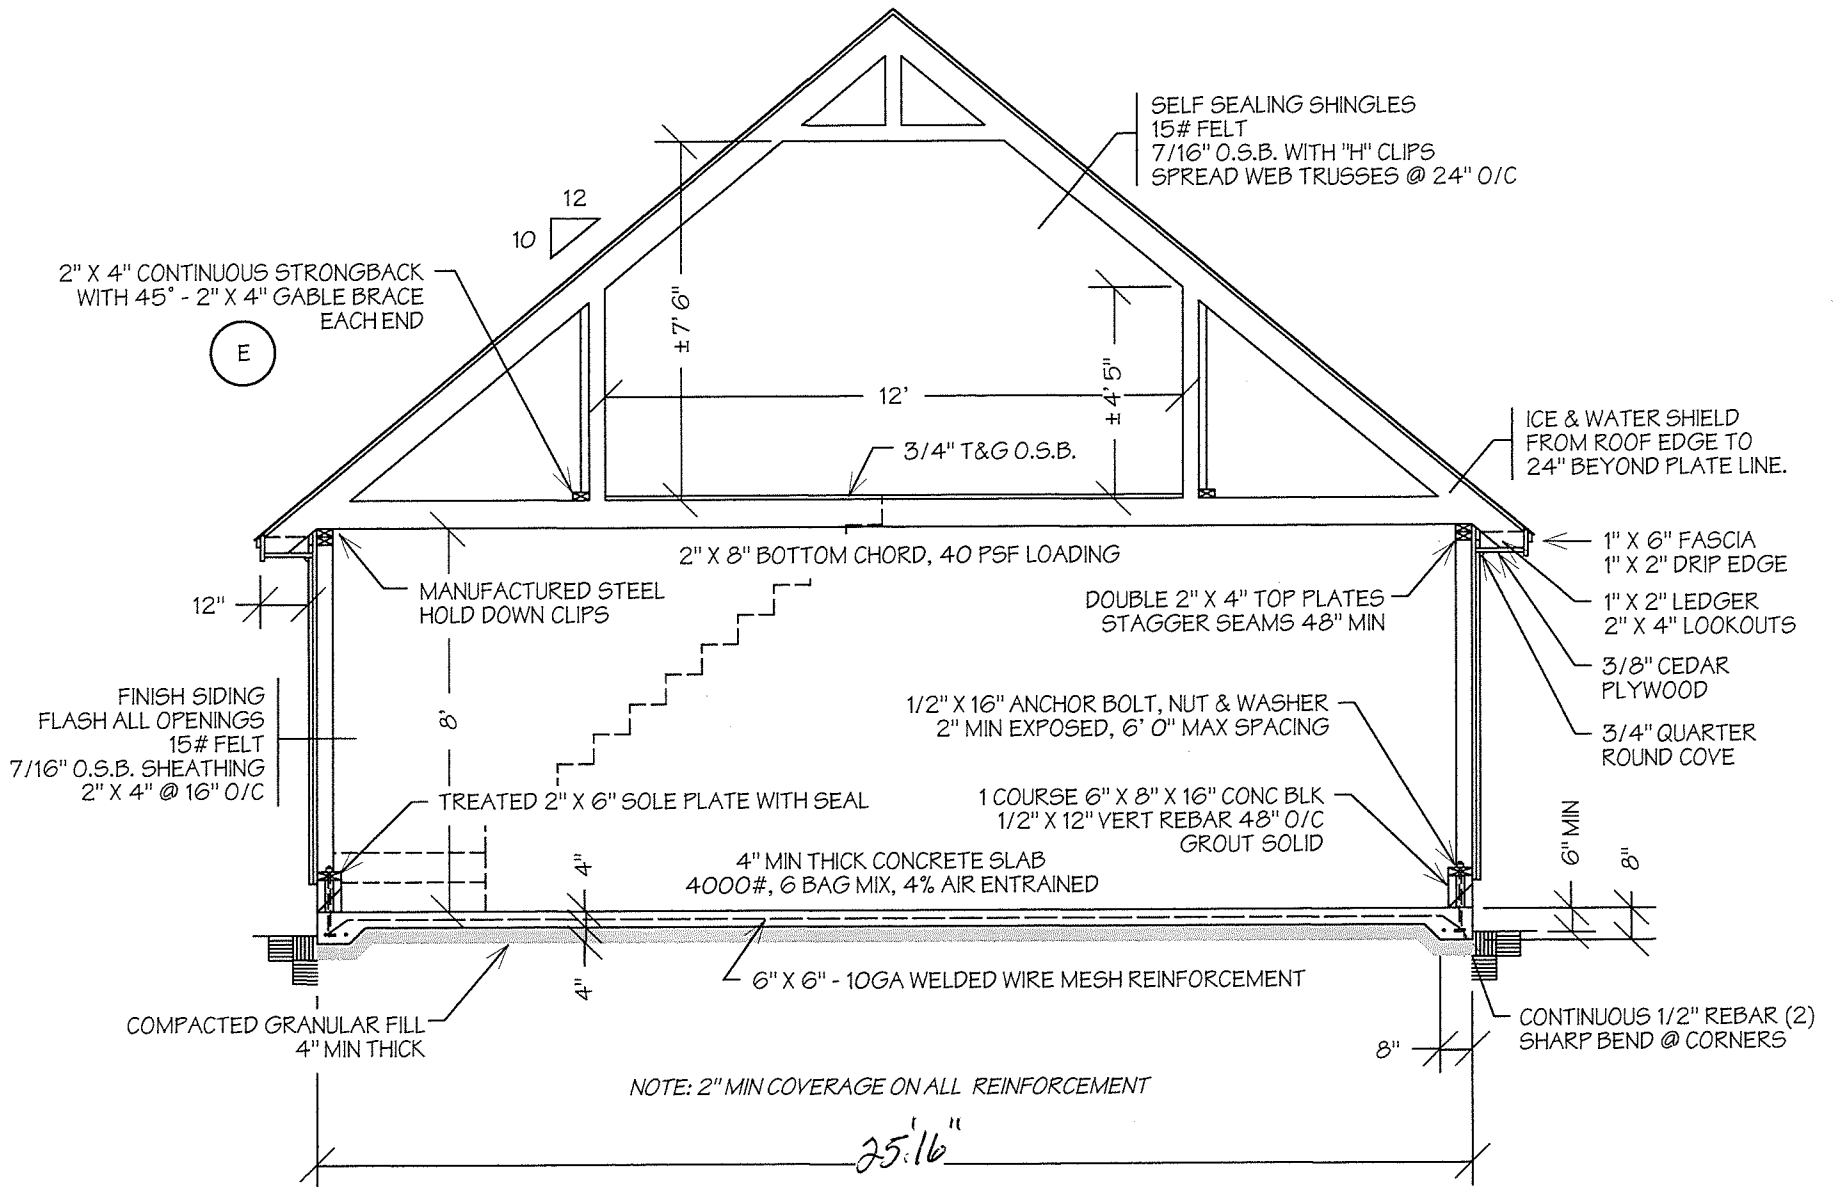 SELF SEALING SHINGLES
15# FELT
7/16" O.S.B. WITH "H" CLIPS
SPREAD WEB TRUSSES @ 24" O/C
12
10
2" X 4" CONTINUOUS STRONGBACK
WITH 45° - 2" X 4" GABLE BRACE
EACH END
E
± 7' 6"
± 4' 5"
12'
3/4" T&G O.S.B.
ICE & WATER SHIELD
FROM ROOF EDGE TO
24" BEYOND PLATE LINE.
2" X 8" BOTTOM CHORD, 40 PSF LOADING
1" X 6" FASCIA
1" X 2" DRIP EDGE
12"
MANUFACTURED STEEL
HOLD DOWN CLIPS
DOUBLE 2" X 4" TOP PLATES
STAGGER SEAMS 48" MIN
1" X 2" LEDGER
2" X 4" LOOKOUTS
3/8" CEDAR
PLYWOOD
3/4" QUARTER
ROUND COVE
FINISH SIDING
FLASH ALL OPENINGS
15# FELT
7/16" O.S.B. SHEATHING
2" X 4" @ 16" O/C
8'
1/2" X 16" ANCHOR BOLT, NUT & WASHER
2" MIN EXPOSED, 6' 0" MAX SPACING
TREATED 2" X 6" SOLE PLATE WITH SEAL
1 COURSE 6" X 8" X 16" CONC BLK
1/2" X 12" VERT REBAR 48" O/C
GROUT SOLID
4"
4" MIN THICK CONCRETE SLAB
4000#, 6 BAG MIX, 4% AIR ENTRAINED
6" MIN
8"
4"
6" X 6" - 10GA WELDED WIRE MESH REINFORCEMENT
COMPACTED GRANULAR FILL
4" MIN THICK
8"
CONTINUOUS 1/2" REBAR (2)
SHARP BEND @ CORNERS
NOTE: 2" MIN COVERAGE ON ALL REINFORCEMENT
25'.16"